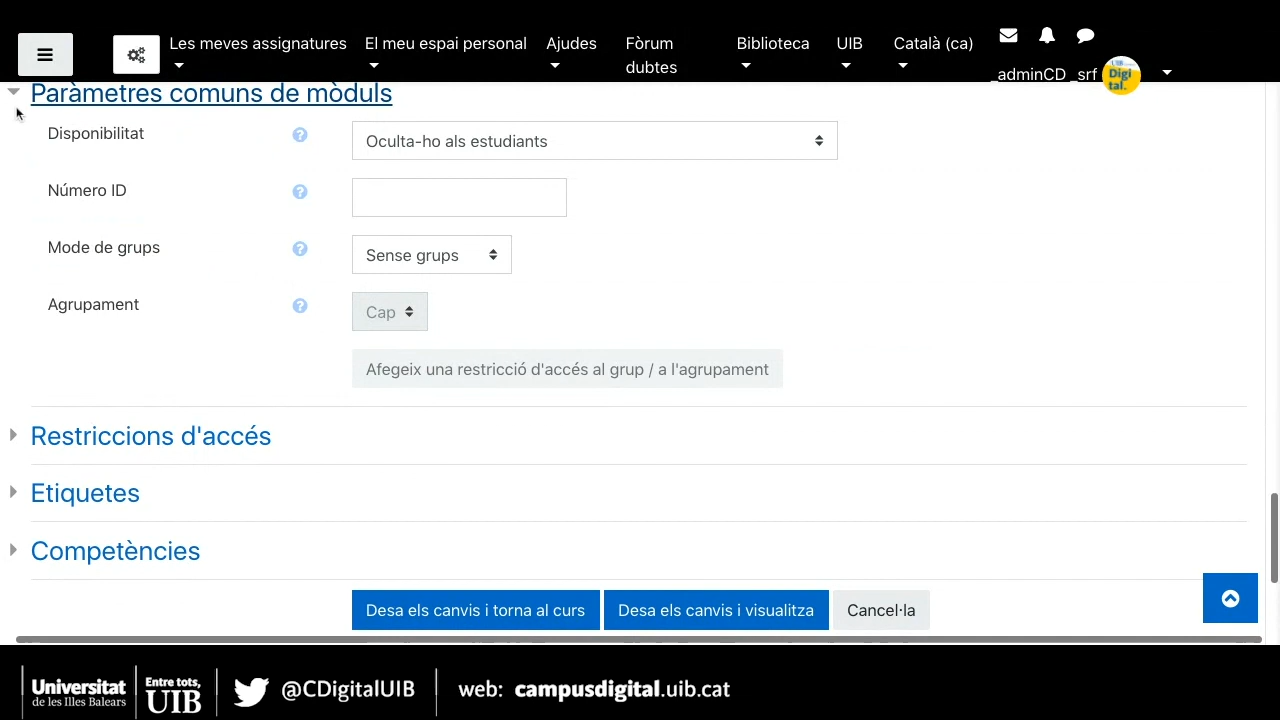 Les meves assignatures
El meu espai personal
Ajudes
Fòrum
dubtes
Biblioteca
UIB
Català (ca)
_adminCD _srf
Digi
tal.
Paràmetres comuns de mòduls
Disponibilitat
Oculta-ho als estudiants
Número ID
Mode de grups
Sense grups
Agrupament
Cap
Afegeix una restricció d'accés al grup / a l'agrupament
Restriccions d'accés
Etiquetes
Competències
Desa els canvis i torna al curs
Desa els canvis i visualitza
Cancel·la
Universitat
de les Illes Balears
Entre tots,
UIB
@CDigitalUIB
web: campusdigital.uib.cat